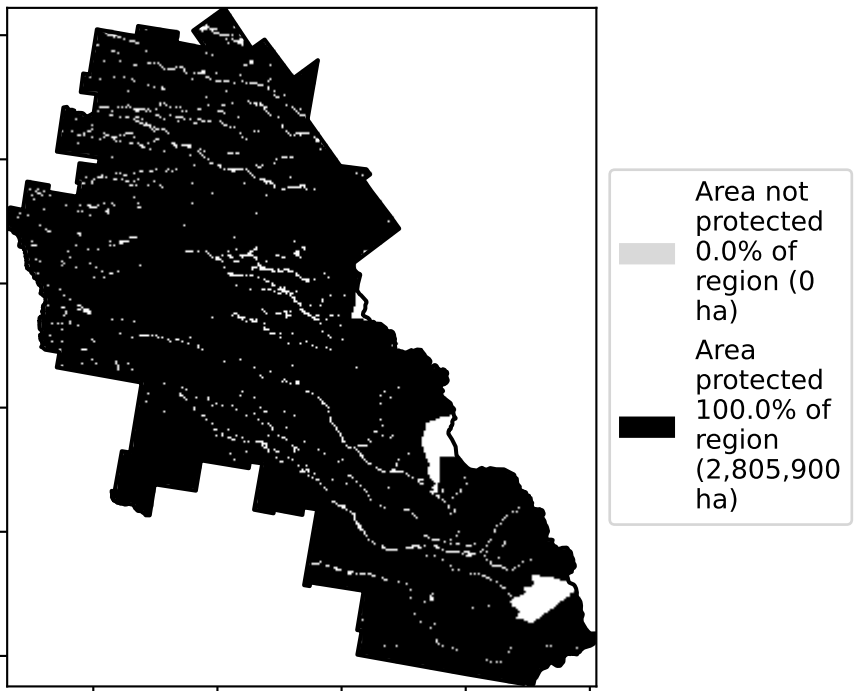 Area not
protected
0.0% of
region (0
ha)
Area
protected
100.0% of
region
(2,805,900
ha)